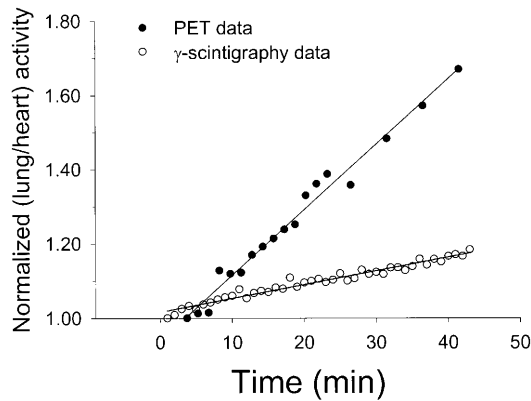 PET data
γ-scintigraphy data
Normalized (lung/heart) activity
1.80
1.60
1.40
1.20
1.00
0 10 20 30 40 50
Time (min)